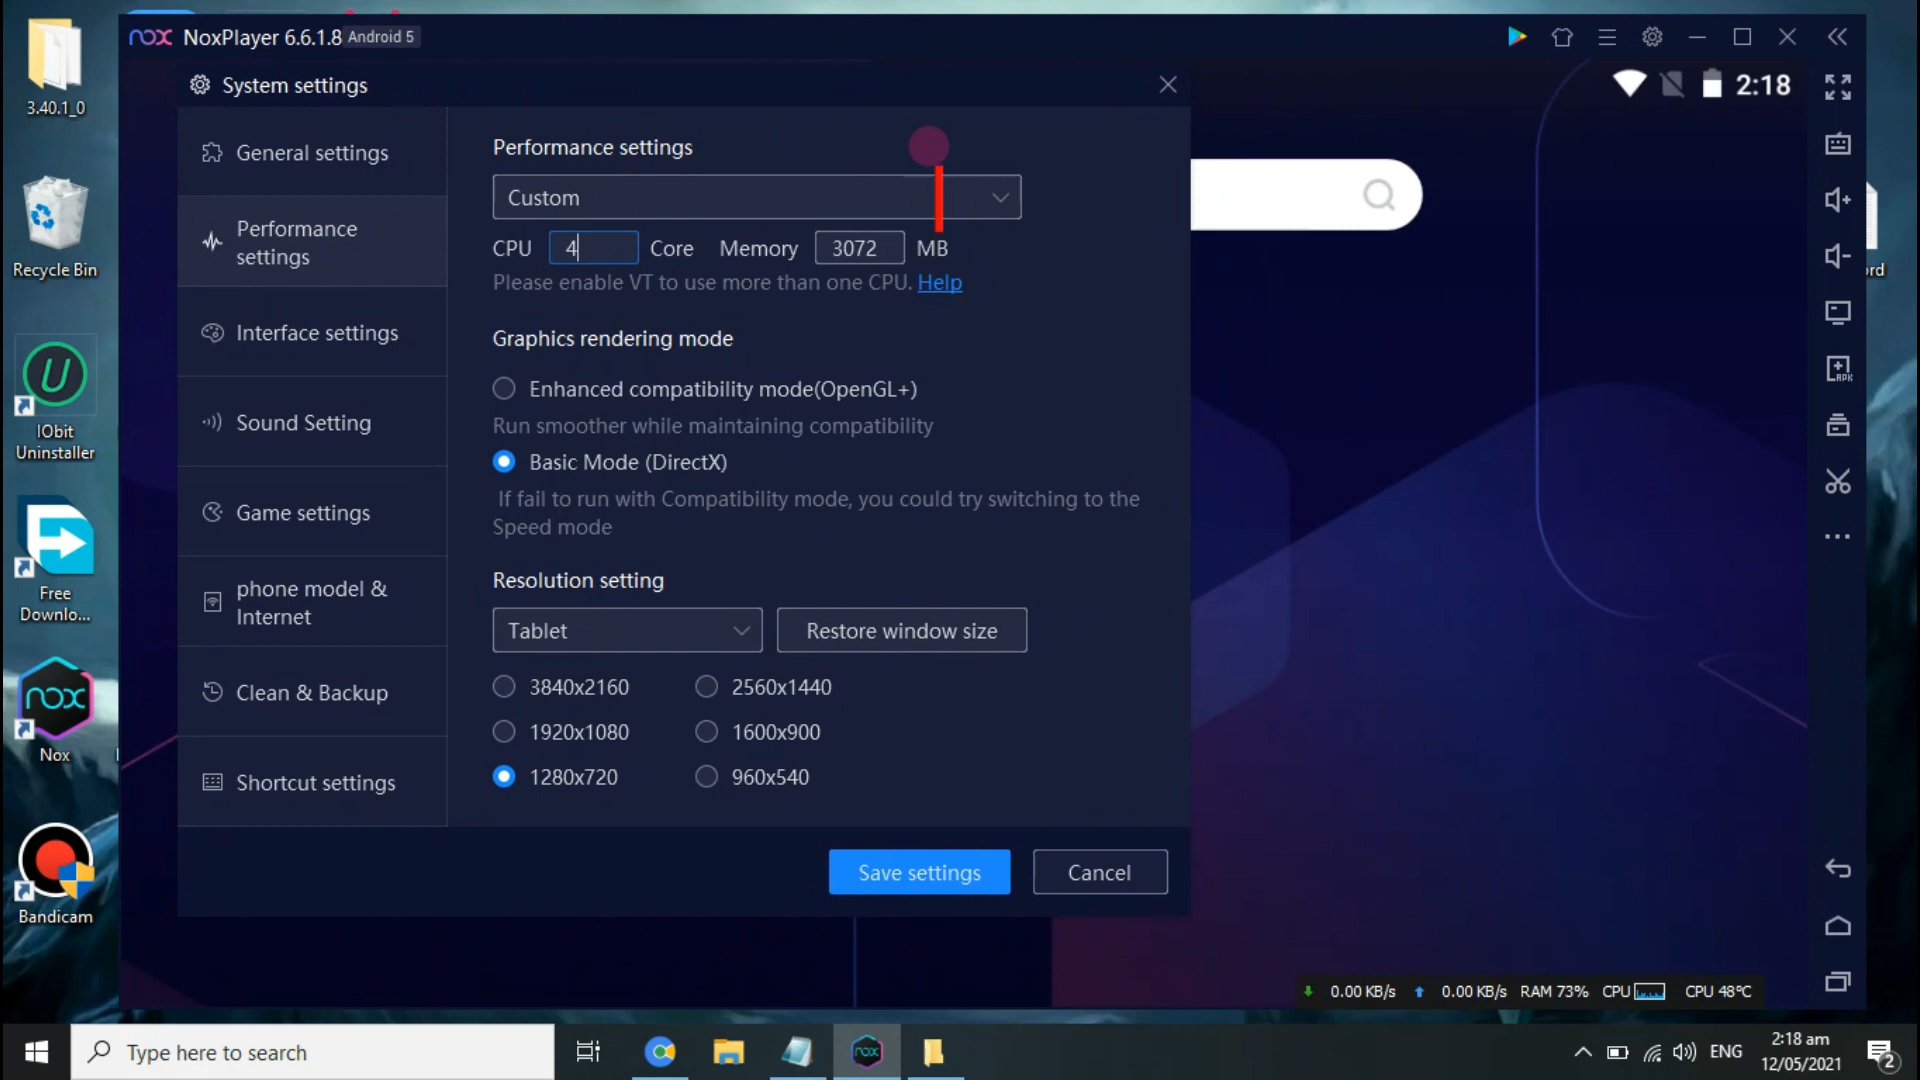 3.40.1_0
Recycle Bin
IObit
Uninstaller
Free
Downlo...
nox
Nox
Bandicam
nox NoxPlayer 6.6.1.8 Android 5
2:18
System settings
General settings
Performance
settings
Interface settings
Sound Setting
Game settings
phone model &
Internet
Clean & Backup
Shortcut settings
Performance settings
Custom
CPU 4 Core Memory 3072 MB
Please enable VT to use more than one CPU. Help
Graphics rendering mode
Enhanced compatibility mode(OpenGL+)
Run smoother while maintaining compatibility
Basic Mode (DirectX)
If fail to run with Compatibility mode, you could try switching to the
Speed mode
Resolution setting
Tablet
Restore window size
3840x2160 2560x1440
1920x1080 1600x900
1280x720 960x540
Save settings Cancel
APK
0.00 KB/s 0.00 KB/s RAM 73% CPU CPU 48°C
Type here to search
nox
ENG
2:18 am
12/05/2021
2